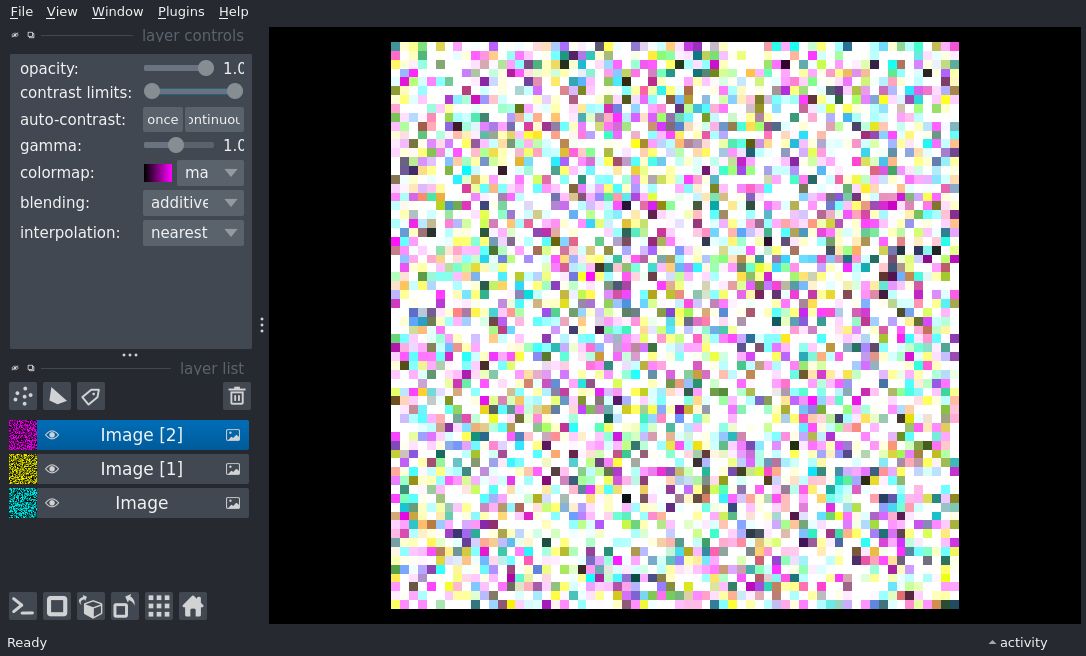 File View Window Plugins Help
layer controls
opacity: 1.0
contrast limits:
auto-contrast: once ontinuou
gamma: 1.0
colormap: ma
blending: additive
interpolation: nearest
layer list
Image [2]
Image [1]
Image
Ready
activity